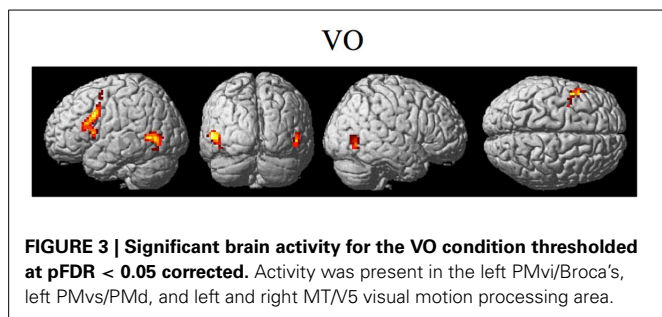 VO
FIGURE 3 | Significant brain activity for the VO condition thresholded
at pFDR < 0.05 corrected. Activity was present in the left PMvi/Broca's,
left PMvs/PMd, and left and right MT/V5 visual motion processing area.